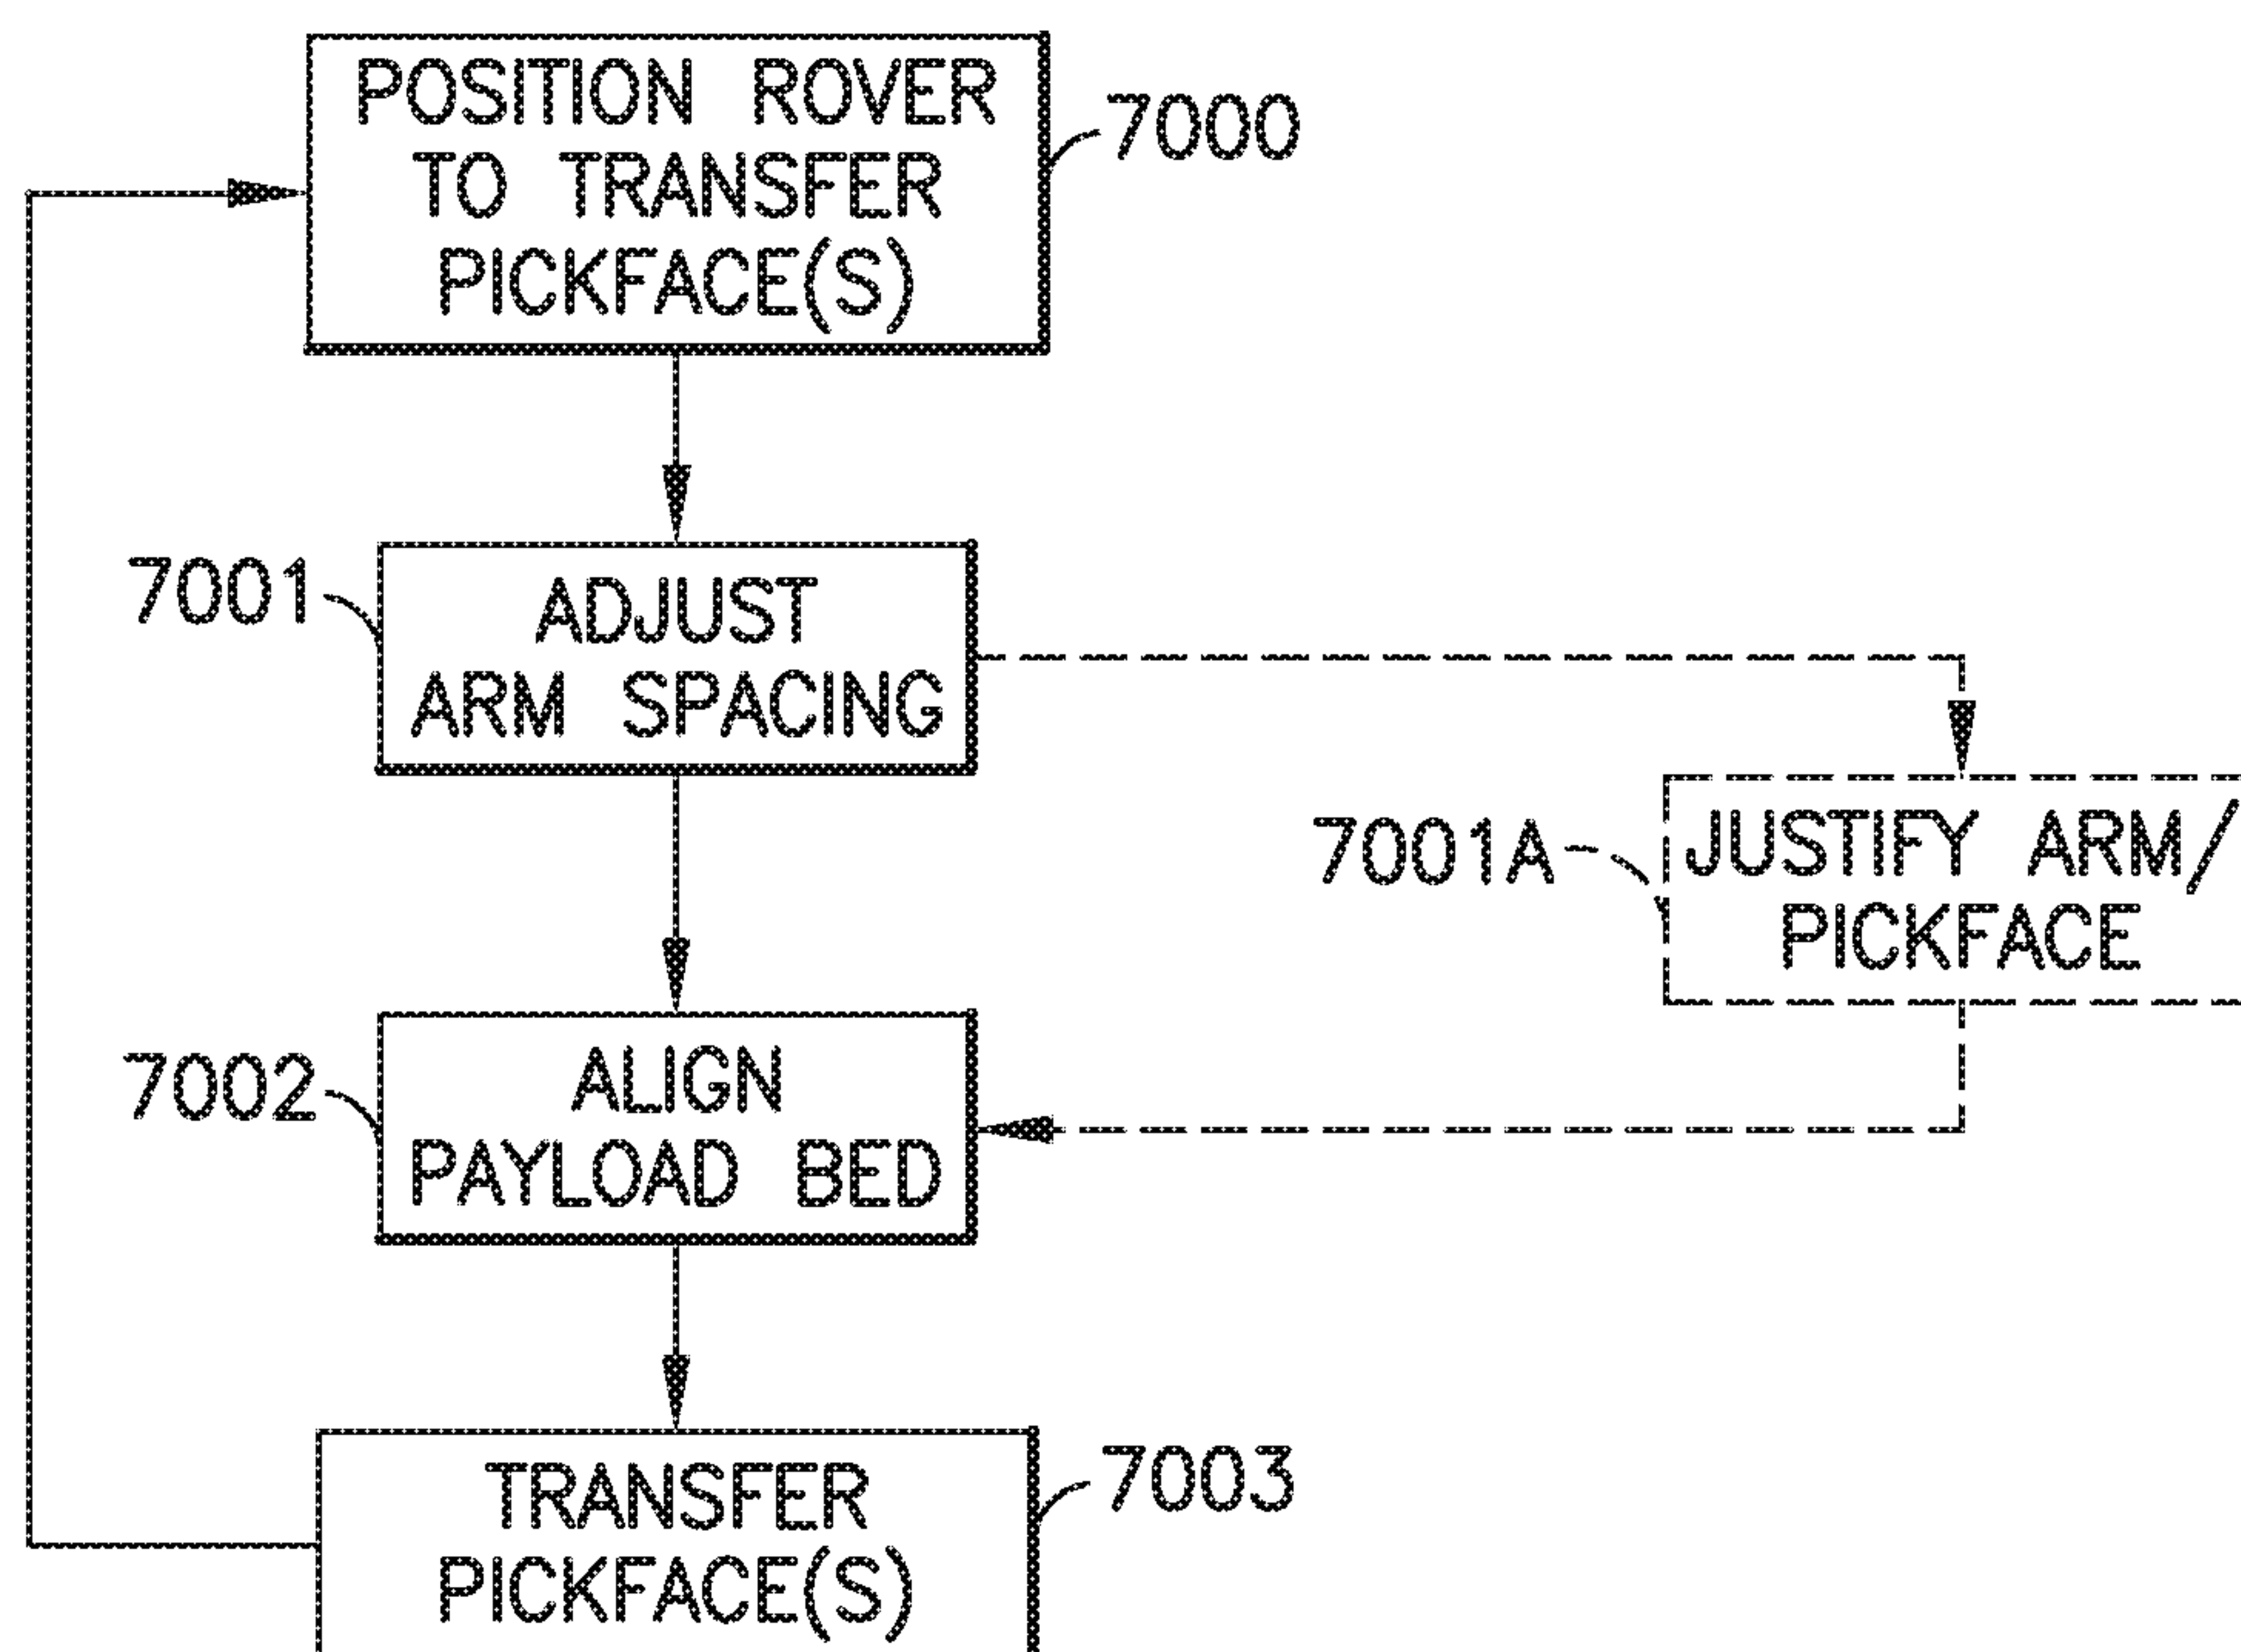 POSITION ROVER
TO TRANSFER
PICKFACE(S)
7000
7001
ADJUST
ARM SPACING
7001A
JUSTIFY ARM/
PICKFACE
7002
ALIGN
PAYLOAD BED
TRANSFER
PICKFACE(S)
7003